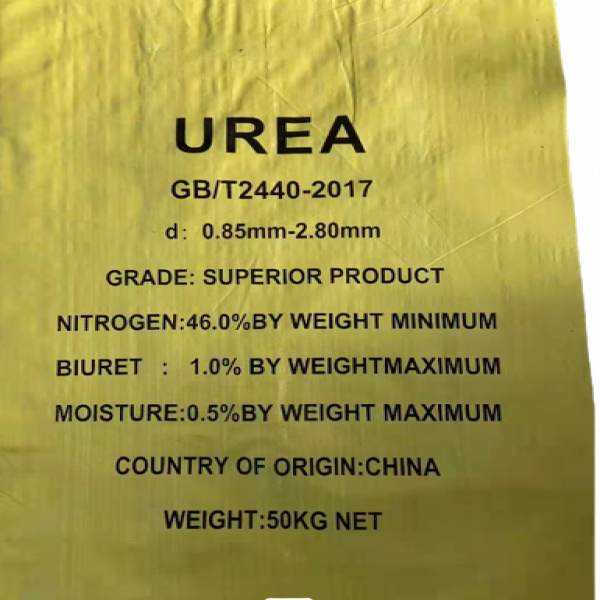 UREA
GB/T2440-2017
d: 0.85mm-2.80mm
GRADE: SUPERIOR PRODUCT
NITROGEN:46.0%BY WEIGHT MINIMUM
BIURET : 1.0% BY WEIGHTMAXIMUM
MOISTURE:0.5%BY WEIGHT MAXIMUM
COUNTRY OF ORIGIN:CHINA
WEIGHT:50KG NET